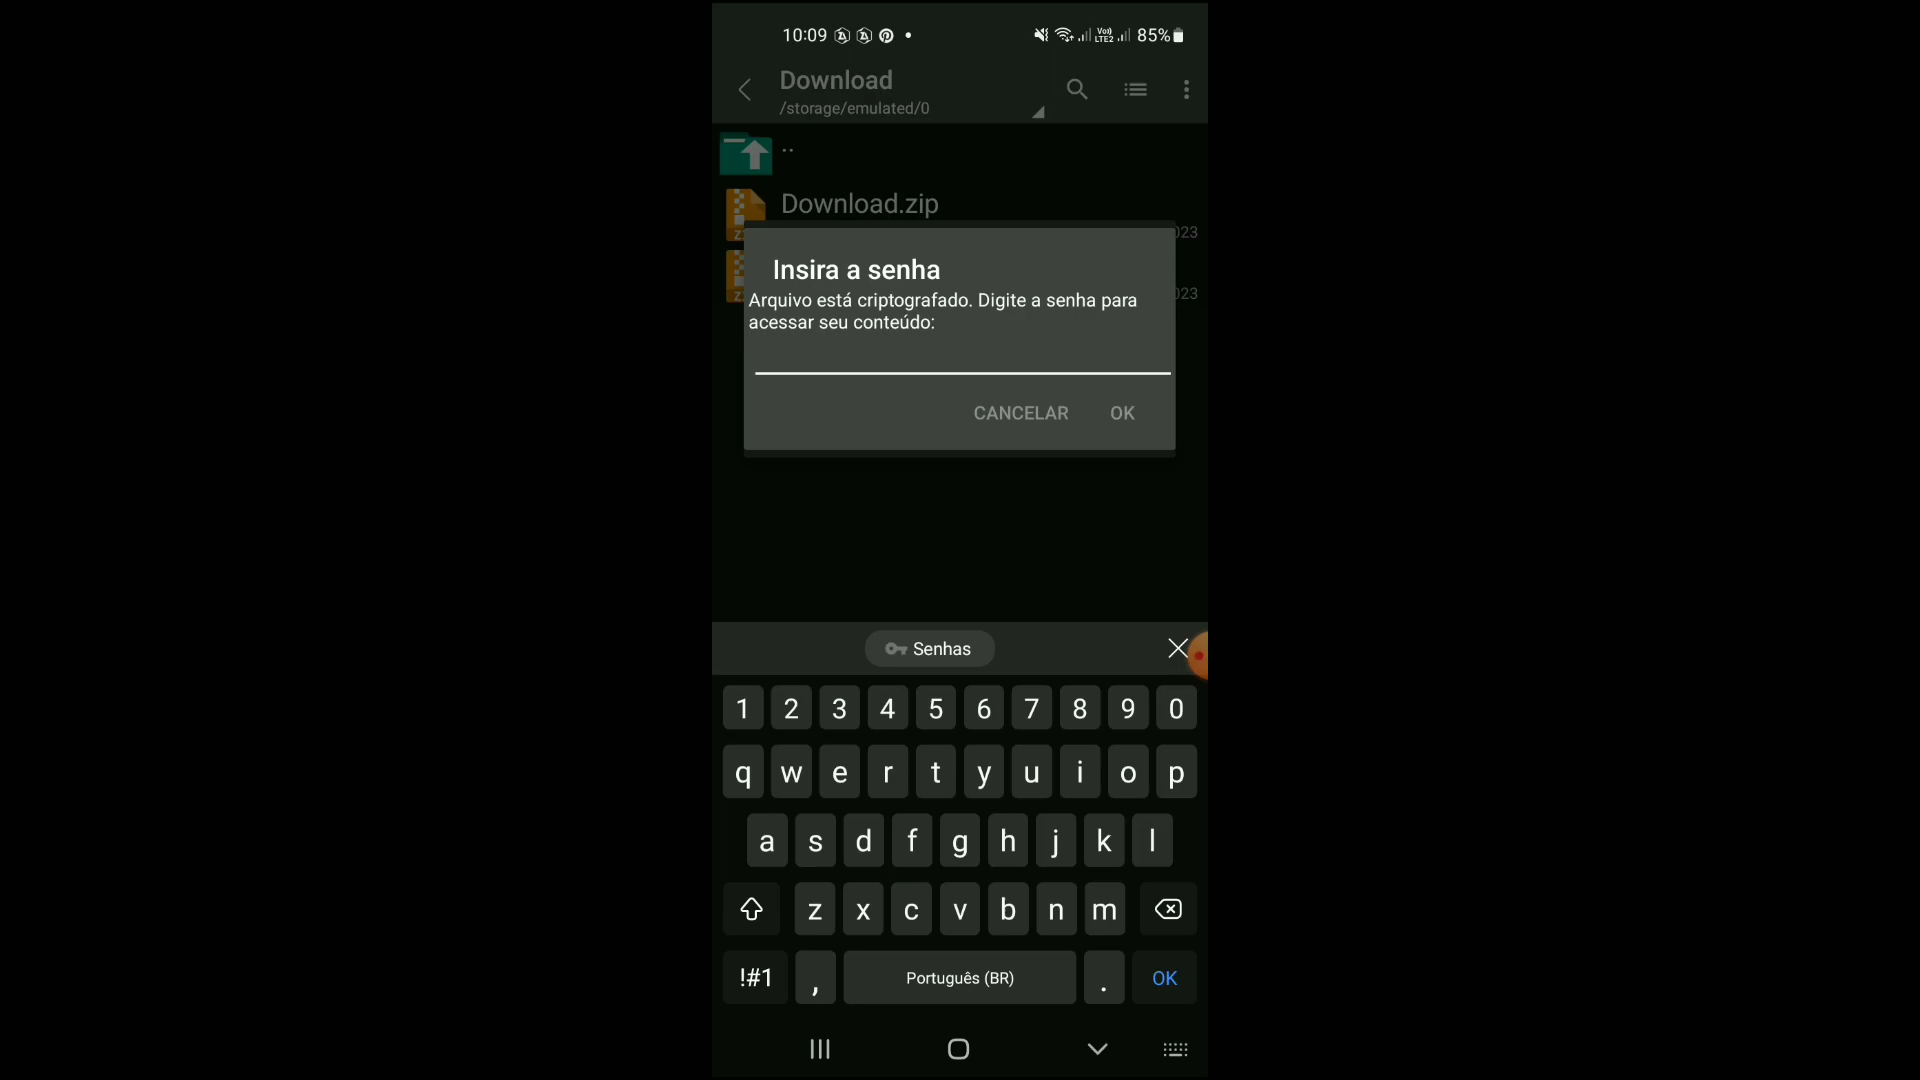 10:09 Vo)) LTE2 85%
Download
/storage/emulated/0
..
Download.zip
Z
023
Z
023
Insira a senha
Arquivo está criptografado. Digite a senha para
acessar seu conteúdo:
CANCELAR OK
Senhas
1 2 3 4 5 6 7 8 9 0
q w e r t y u i o p
a s d f g h j k l
z x c v b n m
!#1 , Português (BR) . OK